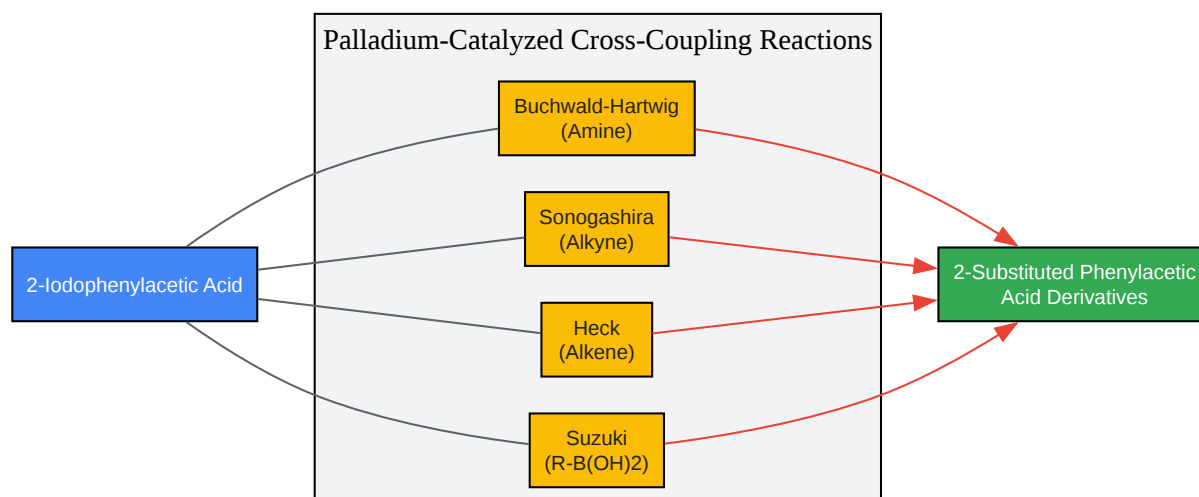 Palladium-Catalyzed Cross-Coupling Reactions
Buchwald-Hartwig
(Amine)
Sonogashira
(Alkyne)
2-Iodophenylacetic Acid
2-Substituted Phenylacetic
Acid Derivatives
Heck
(Alkene)
Suzuki
(R-B(OH)2)